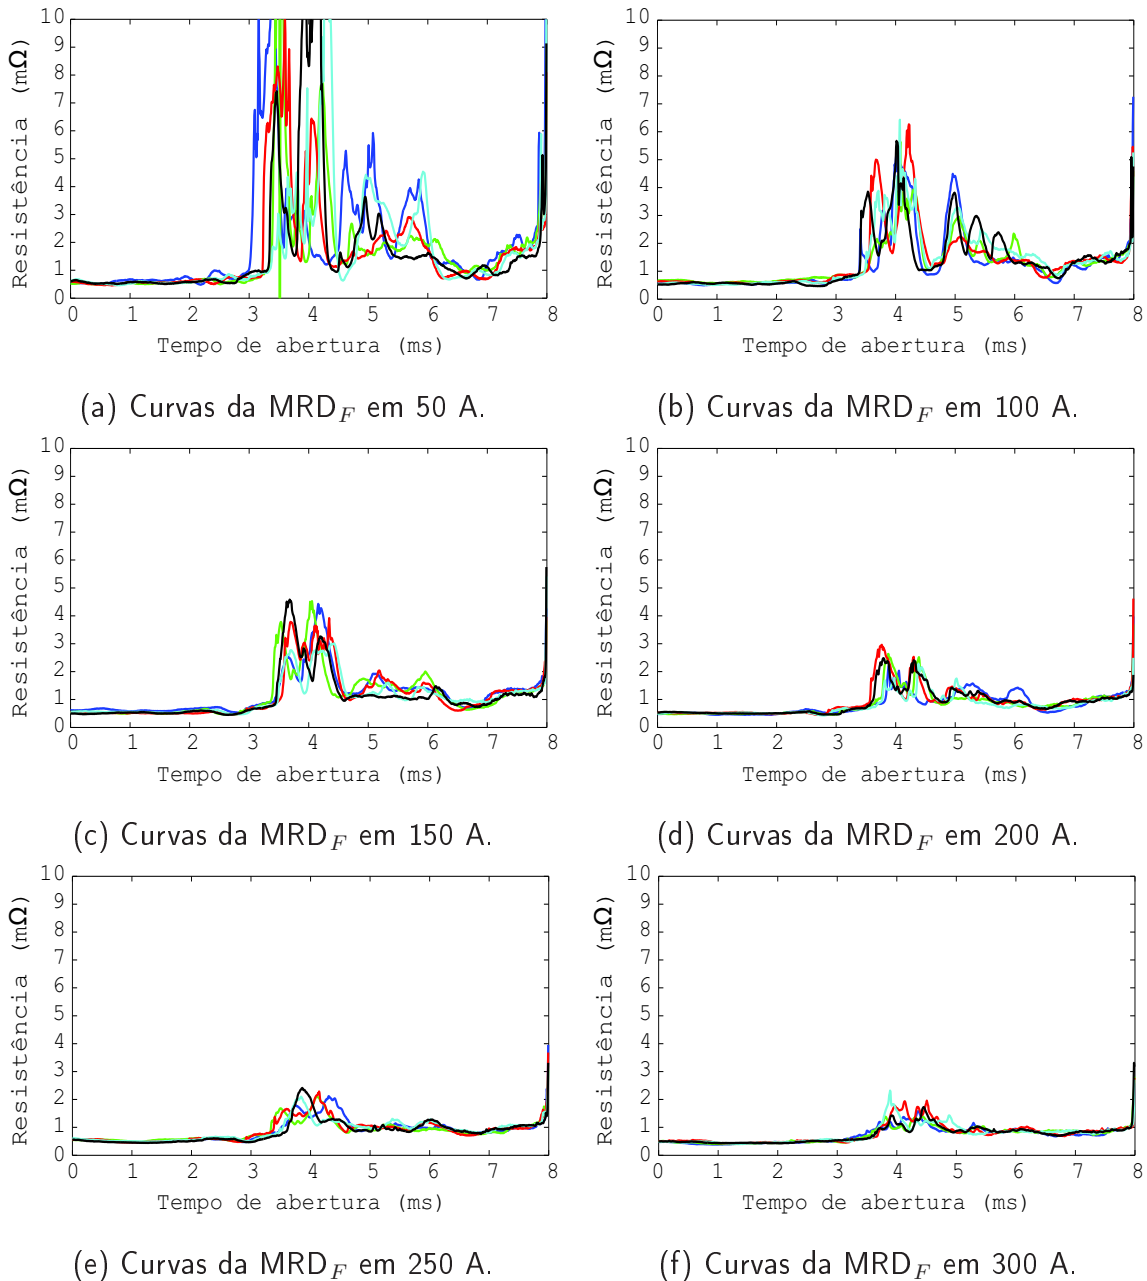 10
9
8
7
6
5
4
3
2
1
0
Resistência (mΩ)
0 1 2 3 4 5 6 7 8
Tempo de abertura (ms)
(a) Curvas da MRD_F em 50 A.
10
9
8
7
6
5
4
3
2
1
0
Resistência (mΩ)
0 1 2 3 4 5 6 7 8
Tempo de abertura (ms)
(b) Curvas da MRD_F em 100 A.
10
9
8
7
6
5
4
3
2
1
0
Resistência (mΩ)
0 1 2 3 4 5 6 7 8
Tempo de abertura (ms)
(c) Curvas da MRD_F em 150 A.
10
9
8
7
6
5
4
3
2
1
0
Resistência (mΩ)
0 1 2 3 4 5 6 7 8
Tempo de abertura (ms)
(d) Curvas da MRD_F em 200 A.
10
9
8
7
6
5
4
3
2
1
0
Resistência (mΩ)
0 1 2 3 4 5 6 7 8
Tempo de abertura (ms)
(e) Curvas da MRD_F em 250 A.
10
9
8
7
6
5
4
3
2
1
0
Resistência (mΩ)
0 1 2 3 4 5 6 7 8
Tempo de abertura (ms)
(f) Curvas da MRD_F em 300 A.